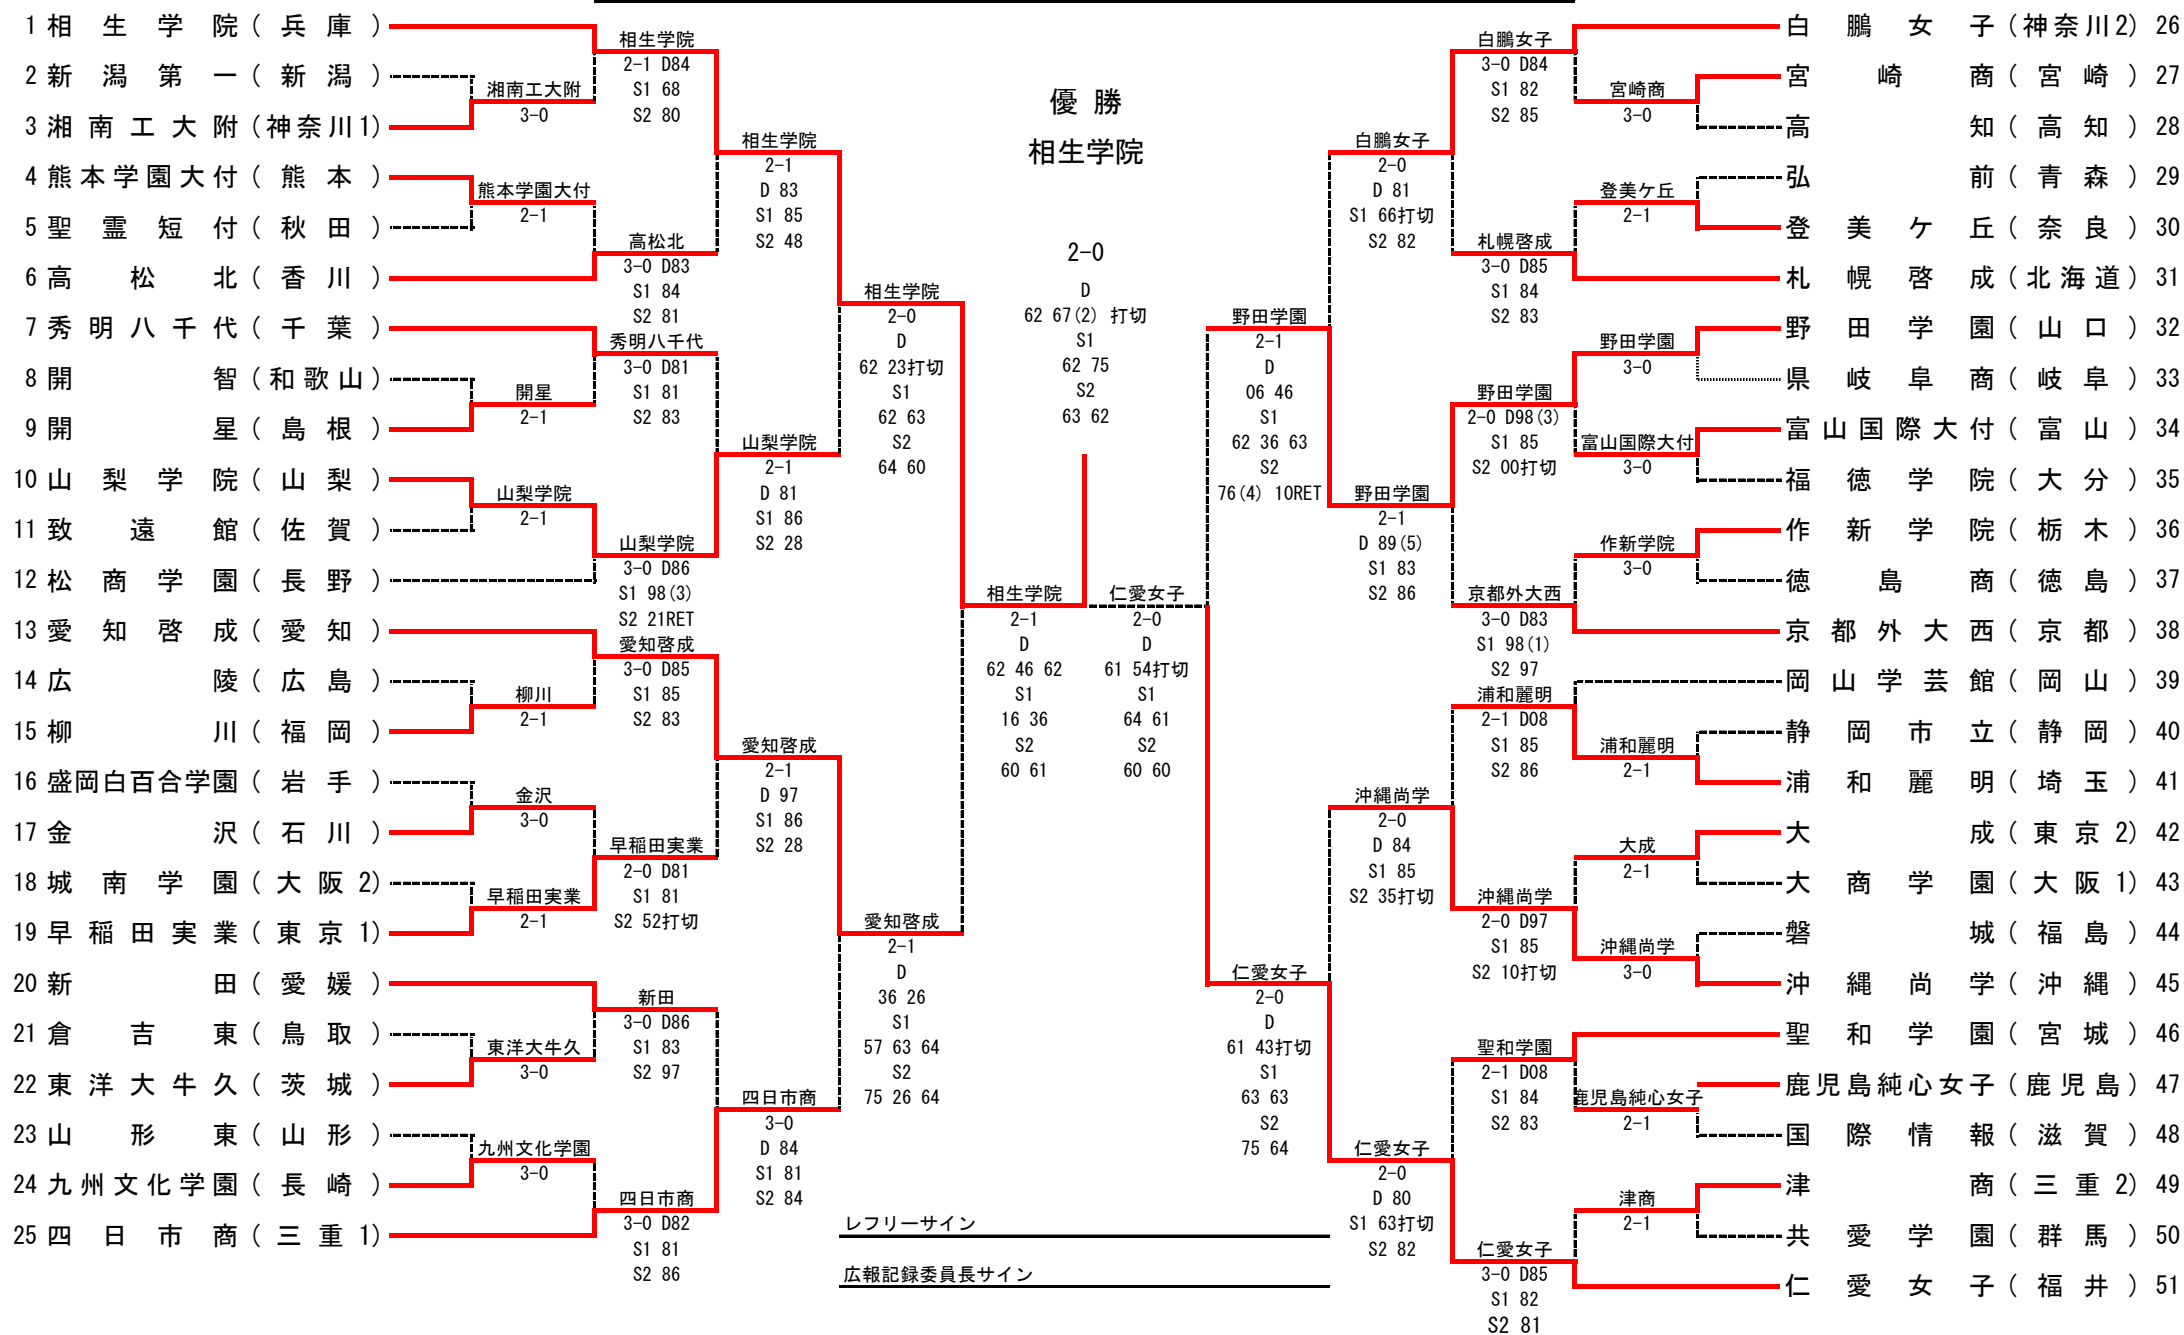 1 相生学院(兵庫)
2 新潟第一(新潟)
3 湘南工大附(神奈川1)
4 熊本学園大付(熊本)
5 聖霊短付(秋田)
6 高松北(香川)
7 秀明八千代(千葉)
8 開智(和歌山)
9 開星(島根)
10 山梨学院(山梨)
11 致遠館(佐賀)
12 松商学園(長野)
13 愛知啓成(愛知)
14 広陵(広島)
15 柳川(福岡)
16 盛岡白百合学園(岩手)
17 金沢(石川)
18 城南学園(大阪2)
19 早稲田実業(東京1)
20 新田(愛媛)
21 倉吉東(鳥取)
22 東洋大牛久(茨城)
23 山形東(山形)
24 九州文化学園(長崎)
25 四日市商(三重1)
湘南工大附
3-0
熊本学園大付
2-1
開星
2-1
山梨学院
2-1
柳川
2-1
金沢
3-0
早稲田実業
2-1
東洋大牛久
3-0
九州文化学園
3-0
相生学院
2-1 D84
S1 68
S2 80
高松北
3-0 D83
S1 84
S2 81
秀明八千代
3-0 D81
S1 81
S2 83
山梨学院
3-0 D86
S1 98(3)
S2 21RET
愛知啓成
3-0 D85
S1 85
S2 83
早稲田実業
2-0 D81
S1 81
S2 52打切
新田
3-0 D86
S1 83
S2 97
四日市商
3-0 D82
S1 81
S2 86
相生学院
2-1
D 83
S1 85
S2 48
山梨学院
2-1
D 81
S1 86
S2 28
愛知啓成
2-1
D 97
S1 86
S2 28
四日市商
3-0
D 84
S1 81
S2 84
相生学院
2-0
D
62 23打切
S1
62 63
S2
64 60
愛知啓成
2-1
D
36 26
S1
57 63 64
S2
75 26 64
相生学院
2-1
D
62 46 62
S1
16 36
S2
60 61
優勝
相生学院
2-0
D
62 67(2) 打切
S1
62 75
S2
63 62
仁愛女子
2-0
D
61 54打切
S1
64 61
S2
60 60
野田学園
2-1
D
06 46
S1
62 36 63
S2
76(4) 10RET
仁愛女子
2-0
D
61 43打切
S1
63 63
S2
75 64
白鵬女子
2-0
D 81
S1 66打切
S2 82
野田学園
2-1
D 89(5)
S1 83
S2 86
沖縄尚学
2-0
D 84
S1 85
S2 35打切
仁愛女子
2-0
D 80
S1 63打切
S2 82
白鵬女子
3-0 D84
S1 82
S2 85
札幌啓成
3-0 D85
S1 84
S2 83
野田学園
2-0 D98(3)
S1 85
S2 00打切
京都外大西
3-0 D83
S1 98(1)
S2 97
浦和麗明
2-1 D08
S1 85
S2 86
沖縄尚学
2-0 D97
S1 85
S2 10打切
聖和学園
2-1 D08
S1 84
S2 83
仁愛女子
3-0 D85
S1 82
S2 81
宮崎商
3-0
登美ケ丘
2-1
野田学園
3-0
富山国際大付
3-0
作新学院
3-0
浦和麗明
2-1
大成
2-1
沖縄尚学
3-0
鹿児島純心女子
2-1
津商
2-1
白鵬女子(神奈川2) 26
宮崎商(宮崎) 27
高知(高知) 28
弘前(青森) 29
登美ケ丘(奈良) 30
札幌啓成(北海道) 31
野田学園(山口) 32
県岐阜商(岐阜) 33
富山国際大付(富山) 34
福徳学院(大分) 35
作新学院(栃木) 36
徳島商(徳島) 37
京都外大西(京都) 38
岡山学芸館(岡山) 39
静岡市立(静岡) 40
浦和麗明(埼玉) 41
大成(東京2) 42
大商学園(大阪1) 43
磐城(福島) 44
沖縄尚学(沖縄) 45
聖和学園(宮城) 46
鹿児島純心女子(鹿児島) 47
国際情報(滋賀) 48
津商(三重2) 49
共愛学園(群馬) 50
仁愛女子(福井) 51
レフリーサイン
広報記録委員長サイン